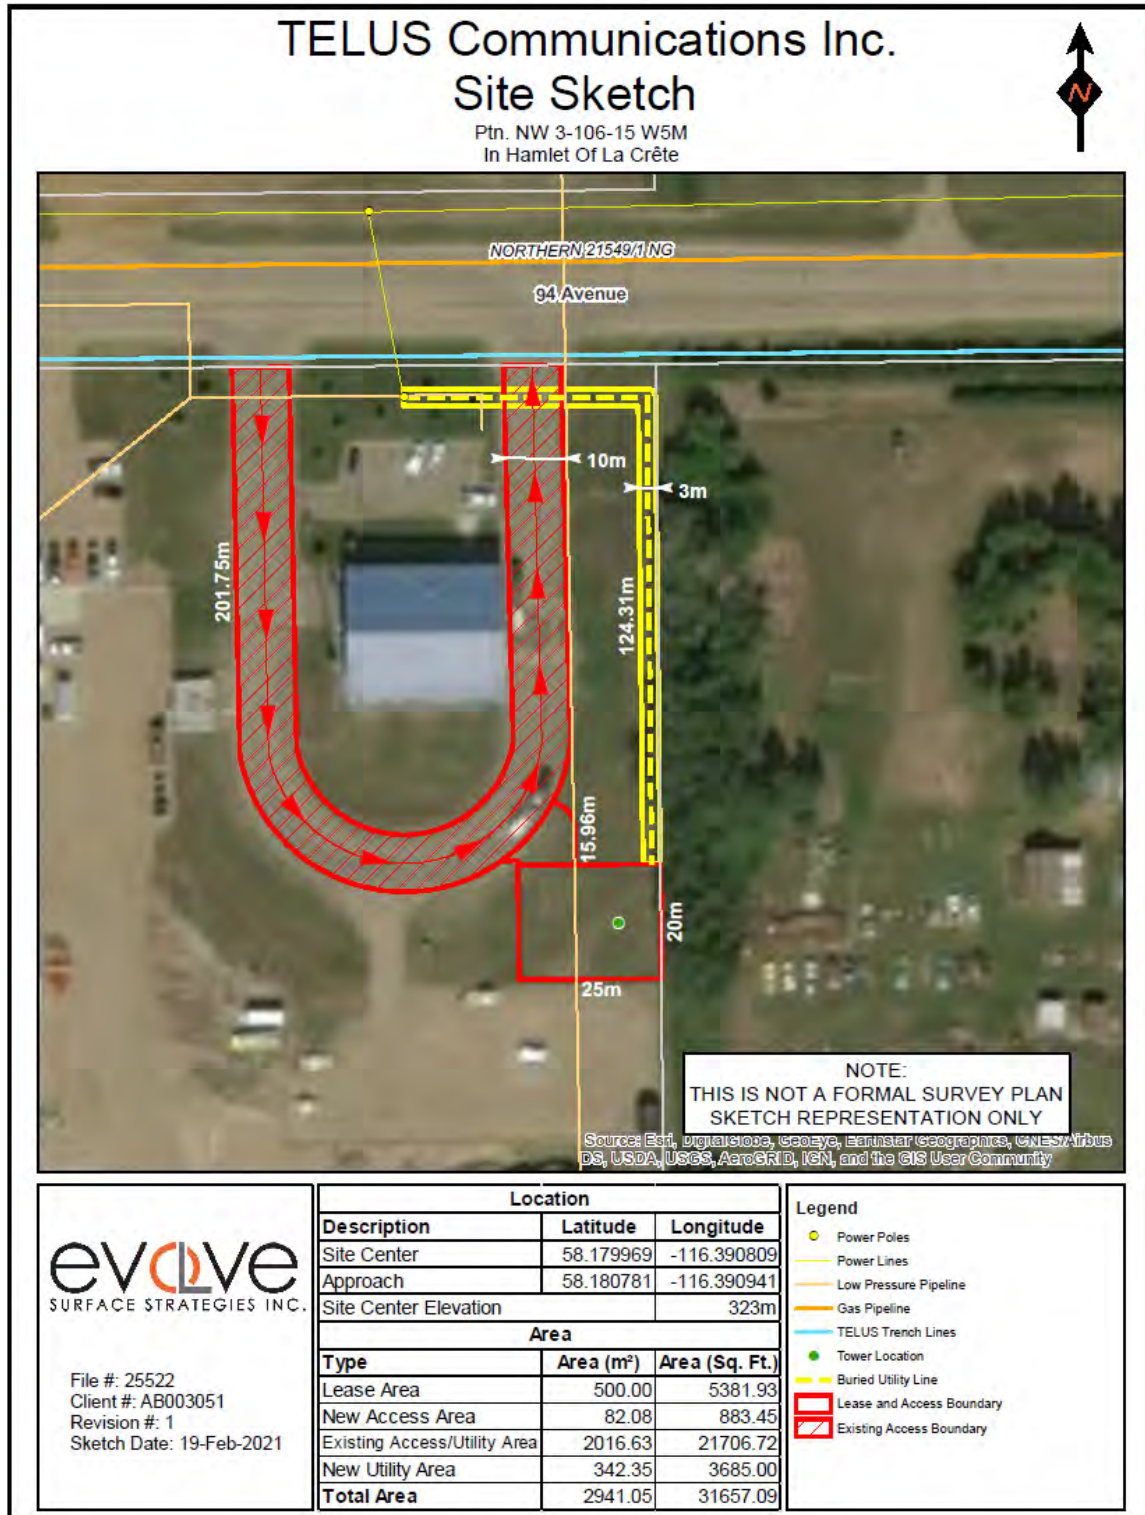 TELUS Communications Inc.
Site Sketch
Ptn. NW 3-106-15 W5M
In Hamlet Of La Crête
N
NORTHERN 21549/1 NG
94 Avenue
10m
3m
201.75m
124.31m
15.96m
20m
25m
NOTE:
THIS IS NOT A FORMAL SURVEY PLAN
SKETCH REPRESENTATION ONLY
Source: Esri, DigitalGlobe, GeoEye, Earthstar Geographics, CNES/Airbus
DS, USDA, USGS, AeroGRID, IGN, and the GIS User Community
evolve
SURFACE STRATEGIES INC.
File #: 25522
Client #: AB003051
Revision #: 1
Sketch Date: 19-Feb-2021
Location
Description Latitude Longitude
Site Center 58.179969 -116.390809
Approach 58.180781 -116.390941
Site Center Elevation 323m
Area
Type Area (m²) Area (Sq. Ft.)
Lease Area 500.00 5381.93
New Access Area 82.08 883.45
Existing Access/Utility Area 2016.63 21706.72
New Utility Area 342.35 3685.00
Total Area 2941.05 31657.09
Legend
Power Poles
Power Lines
Low Pressure Pipeline
Gas Pipeline
TELUS Trench Lines
Tower Location
Buried Utility Line
Lease and Access Boundary
Existing Access Boundary